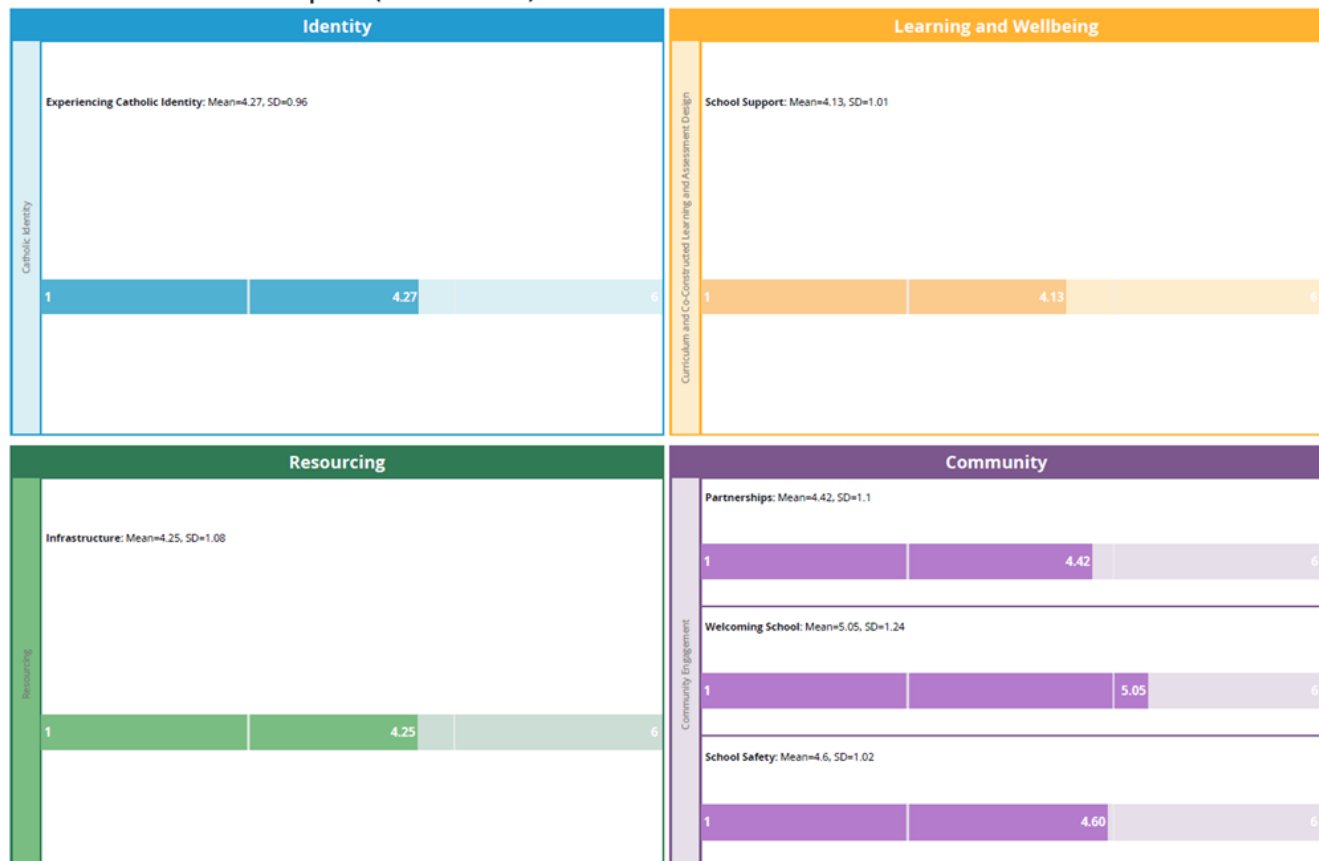 Identity
Catholic Identity
Experiencing Catholic Identity: Mean=4.27, SD=0.96
1 4.27 6
Learning and Wellbeing
Curriculum and Co-Constructed Learning and Assessment Design
School Support: Mean=4.13, SD=1.01
1 4.13 6
Resourcing
Resourcing
Infrastructure: Mean=4.25, SD=1.08
1 4.25 6
Community
Community Engagement
Partnerships: Mean=4.42, SD=1.1
1 4.42 6
Welcoming School: Mean=5.05, SD=1.24
1 5.05 6
School Safety: Mean=4.6, SD=1.02
1 4.60 6